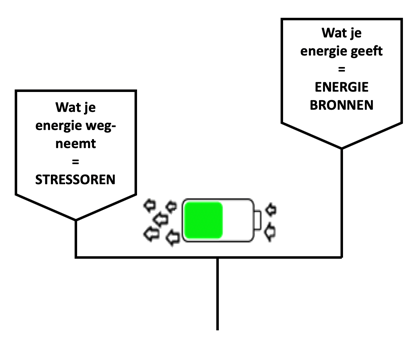 Wat je
energie weg-
neemt
=
STRESSOREN
Wat je
energie geeft
=
ENERGIE
BRONNEN